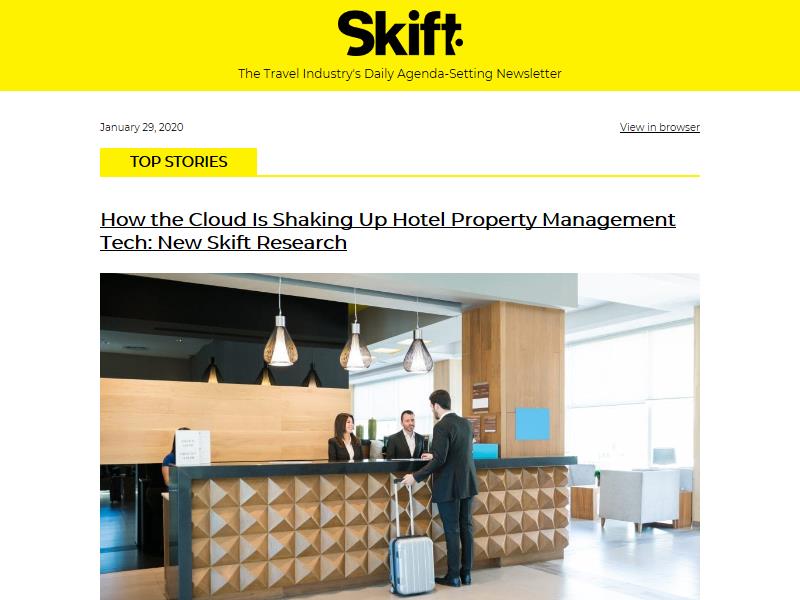 Skift
The Travel Industry's Daily Agenda-Setting Newsletter
January 29, 2020
View in browser
TOP STORIES
How the Cloud Is Shaking Up Hotel Property Management
Tech: New Skift Research